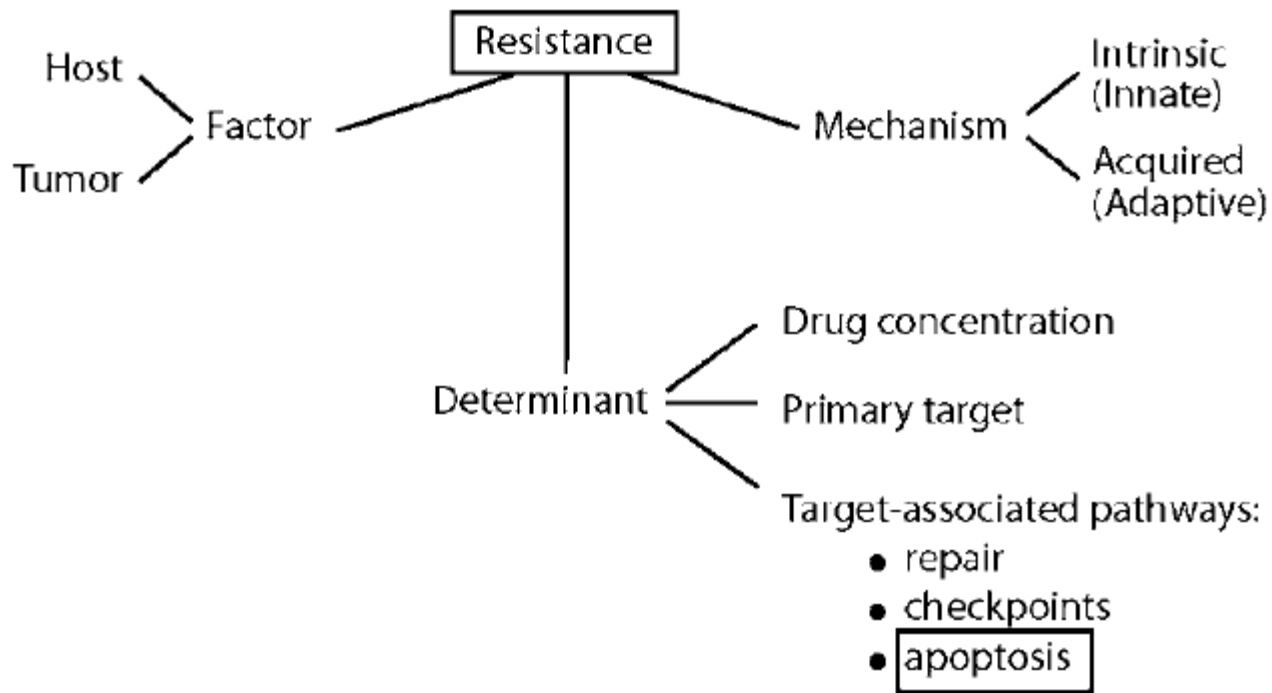 Resistance
Host
Factor
Tumor
Mechanism
Intrinsic
(Innate)
Acquired
(Adaptive)
Determinant
Drug concentration
Primary target
Target-associated pathways:
• repair
• checkpoints
• apoptosis